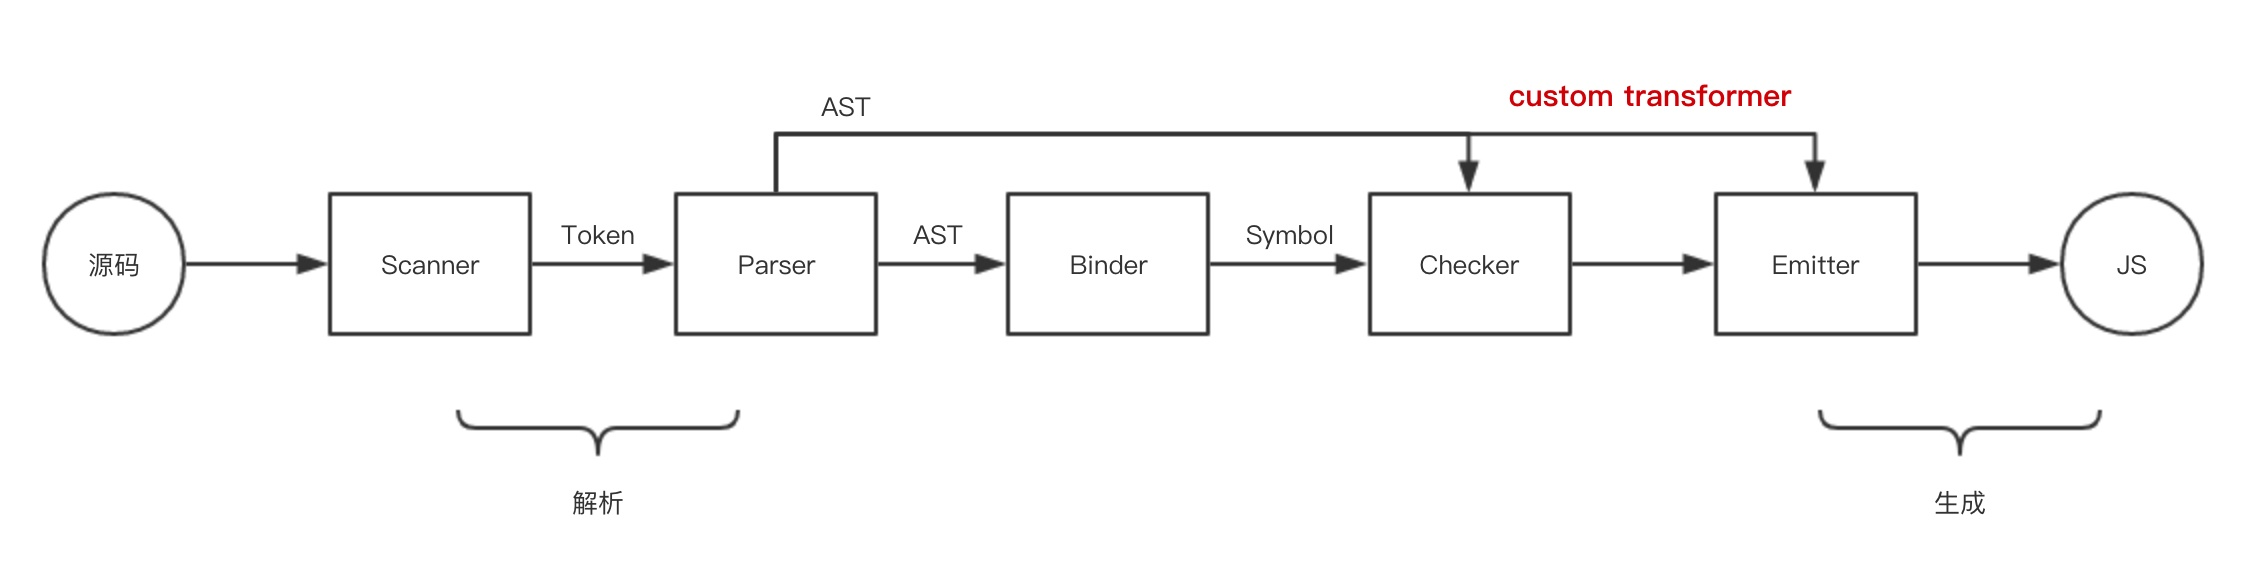 AST
custom transformer
源码
Scanner
Token
Parser
AST
Binder
Symbol
Checker
Emitter
JS
解析
生成